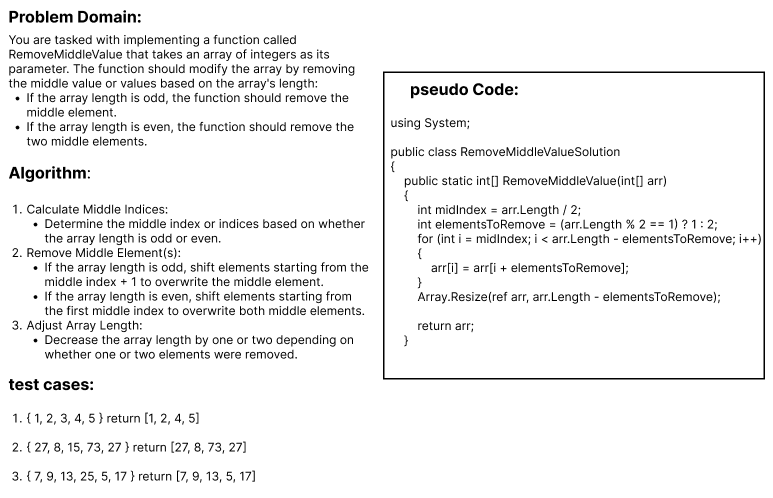 Problem Domain:
You are tasked with implementing a function called
RemoveMiddleValue that takes an array of integers as its
parameter. The function should modify the array by removing
the middle value or values based on the array's length:
• If the array length is odd, the function should remove the
middle element.
• If the array length is even, the function should remove the
two middle elements.
Algorithm:
1. Calculate Middle Indices:
• Determine the middle index or indices based on whether
the array length is odd or even.
2. Remove Middle Element(s):
• If the array length is odd, shift elements starting from the
middle index + 1 to overwrite the middle element.
• If the array length is even, shift elements starting from
the first middle index to overwrite both middle elements.
3. Adjust Array Length:
• Decrease the array length by one or two depending on
whether one or two elements were removed.
test cases:
1. { 1, 2, 3, 4, 5 } return [1, 2, 4, 5]
2. { 27, 8, 15, 73, 27 } return [27, 8, 73, 27]
3. { 7, 9, 13, 25, 5, 17 } return [7, 9, 13, 5, 17]
pseudo Code:
using System;
public class RemoveMiddleValueSolution
{
public static int[] RemoveMiddleValue(int[] arr)
{
int midIndex = arr.Length / 2;
int elementsToRemove = (arr.Length % 2 == 1) ? 1 : 2;
for (int i = midIndex; i < arr.Length - elementsToRemove; i++)
{
arr[i] = arr[i + elementsToRemove];
}
Array.Resize(ref arr, arr.Length - elementsToRemove);
return arr;
}